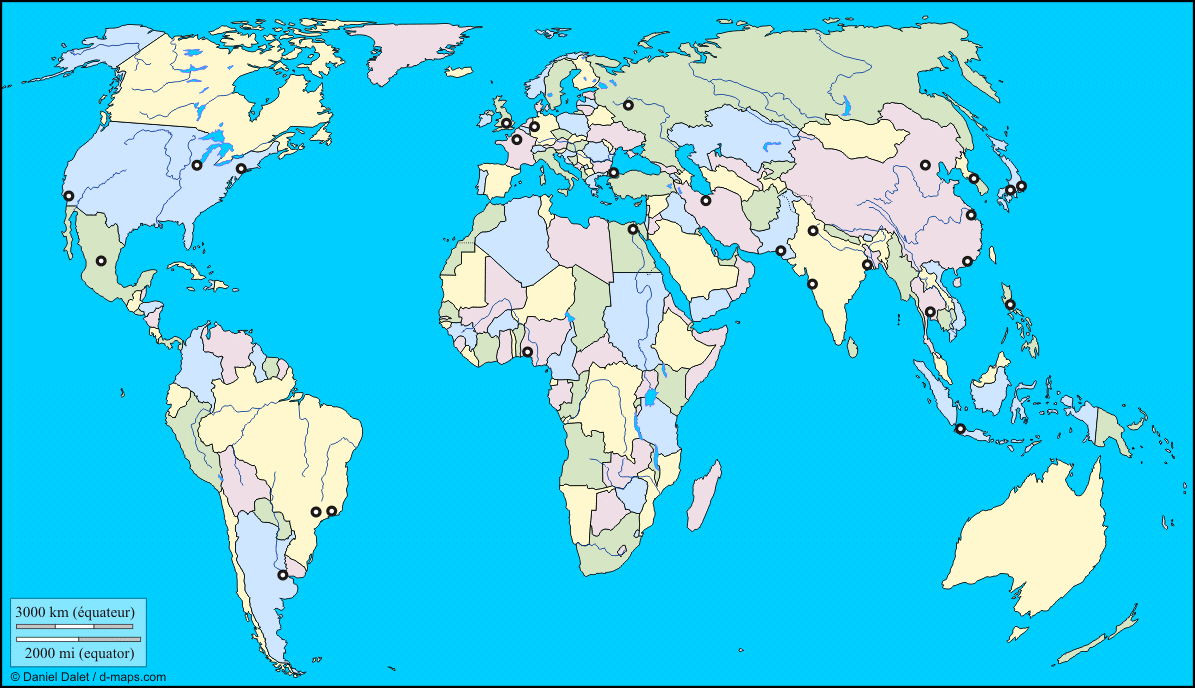 3000 km (équateur)
2000 mi (equator)
© Daniel Dalet / d-maps.com